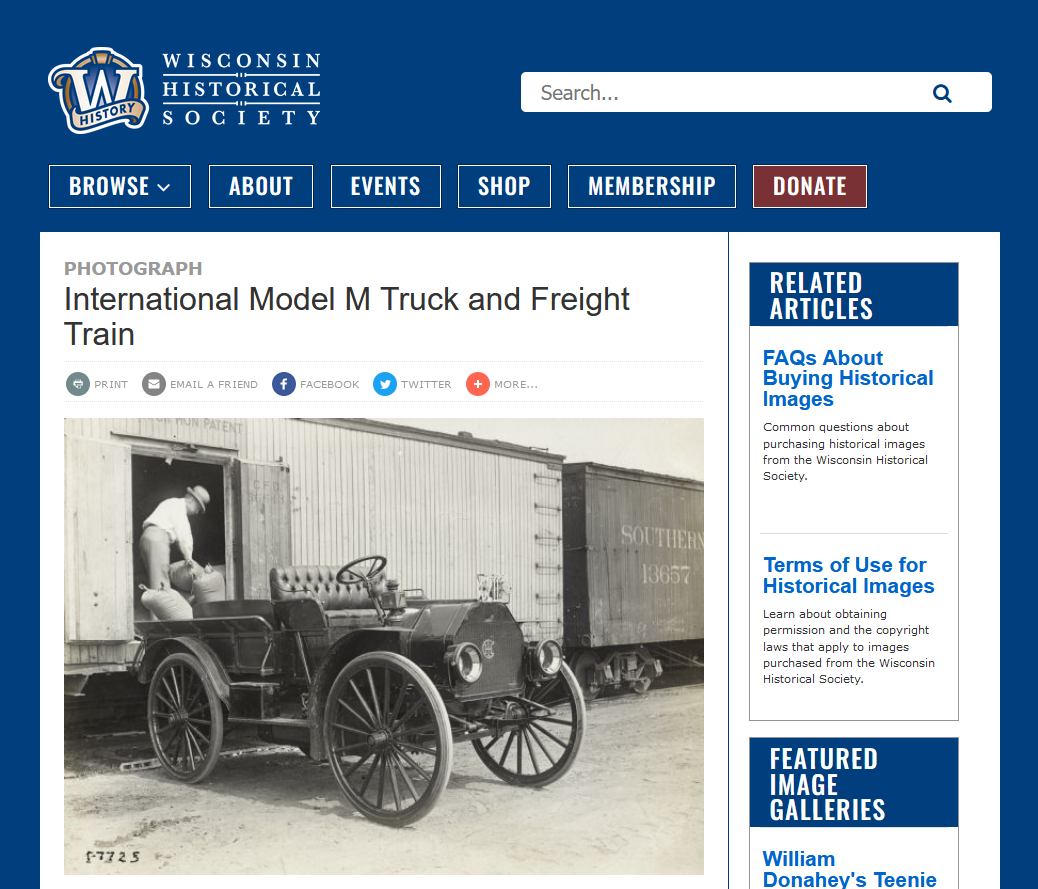 WISCONSIN
HISTORICAL
SOCIETY
W
HISTORY
Search...
BROWSE
ABOUT
EVENTS
SHOP
MEMBERSHIP
DONATE
PHOTOGRAPH
International Model M Truck and Freight
Train
PRINT
EMAIL A FRIEND
FACEBOOK
TWITTER
MORE...
PATENT
SOUTHERN
13657
5-7725
RELATED
ARTICLES
FAQs About
Buying Historical
Images
Common questions about
purchasing historical images
from the Wisconsin Historical
Society.
Terms of Use for
Historical Images
Learn about obtaining
permission and the copyright
laws that apply to images
purchased from the Wisconsin
Historical Society.
FEATURED
IMAGE
GALLERIES
William
Donahey's Teenie